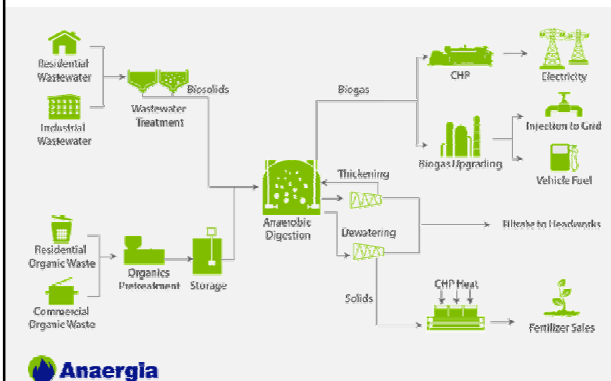 Residential
Wastewater
Industrial
Wastewater
Wastewater
Treatment
Biosolids
Residential
Organic Waste
Commercial
Organic Waste
Organics
Pretreatment
Storage
Anaerobic
Digestion
Biogas
CHP
Electricity
Biogas Upgrading
Injection to Grid
Vehicle Fuel
Thickening
Dewatering
Filtrate to Headworks
Solids
CHP Heat
Fertilizer Sales
Anaergia